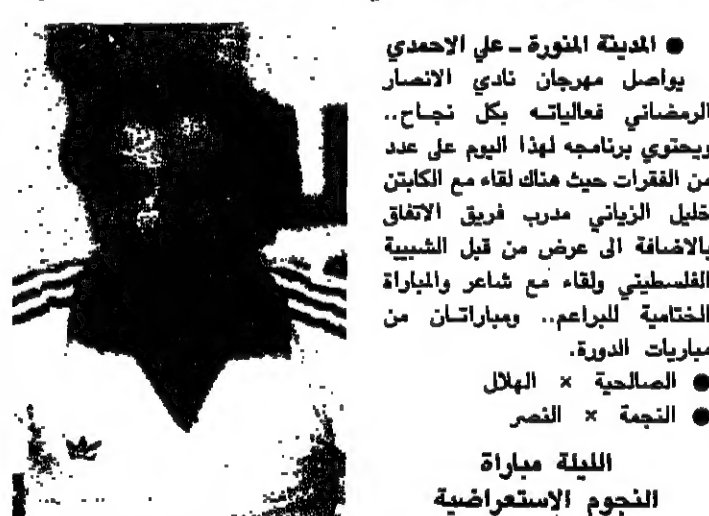 ● المدينة المنورة ـ علي الاحمدي
يواصل مهرجان نادي الانصار
الرمضاني فعالياته بكل نجاح..
ويحتوي برنامجه لهذا اليوم على عدد
من الفقرات حيث هناك لقاء مع الكابتن
خليل الزياني مدرب فريق الاتفاق
بالاضافة الى عرض من قبل الشبيبة
الفلسطيني ولقاء مع شاعر والمباراة
الختامية للبراعم.. ومباراتان من
مباريات الدورة.
● الصالحية × الهلال
● النجمة × النصر
الليلة مباراة
النجوم الاستعراضية